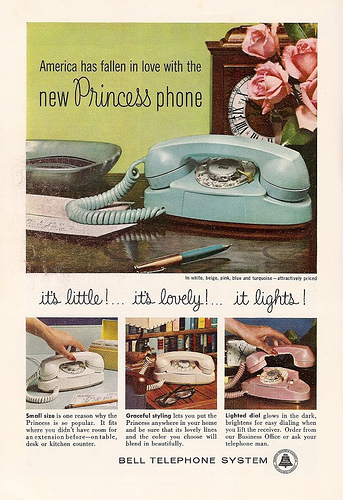 America has fallen in love with the
new Princess phone
In white, beige, pink, blue and turquoise—attractively priced
it's little!... it's lovely!... it lights!
Small size is one reason why the
Princess is so popular. It fits
where you didn't have room for
an extension before—on table,
desk or kitchen counter.
Graceful styling lets you put the
Princess anywhere in your home
and be sure that its lovely lines
and the color you choose will
blend in beautifully.
Lighted dial glows in the dark,
brightens for easy dialing when
you lift the receiver. Order from
our Business Office or ask your
telephone man.
BELL TELEPHONE SYSTEM